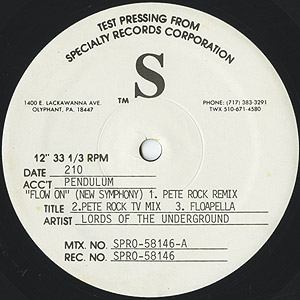 TEST PRESSING FROM
SPECIALTY RECORDS CORPORATION
S
TM
1400 E. LACKAWANNA AVE.
OLYPHANT, PA. 18447
PHONE: (717) 383-3291
TWX 510-671-4580
12" 33 1/3 RPM
DATE 210
ACC'T PENDULUM
"FLOW ON" (NEW SYMPHONY) 1. PETE ROCK REMIX
TITLE 2.PETE ROCK TV MIX 3. FLOAPELLA
ARTIST LORDS OF THE UNDERGROUND
MTX. NO. SPRO-58146-A
REC. NO. SPRO-58146